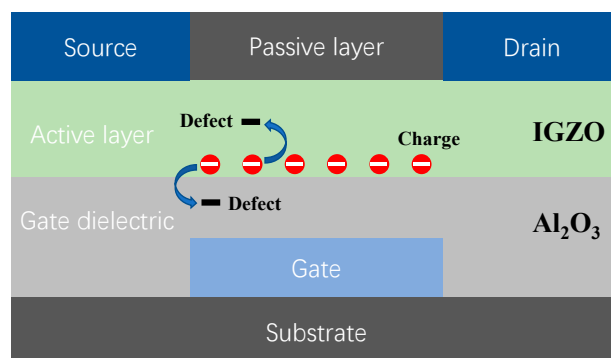 Source
Passive layer
Drain
Defect
Active layer
Charge
IGZO
Defect
Gate dielectric
Al₂O₃
Gate
Substrate